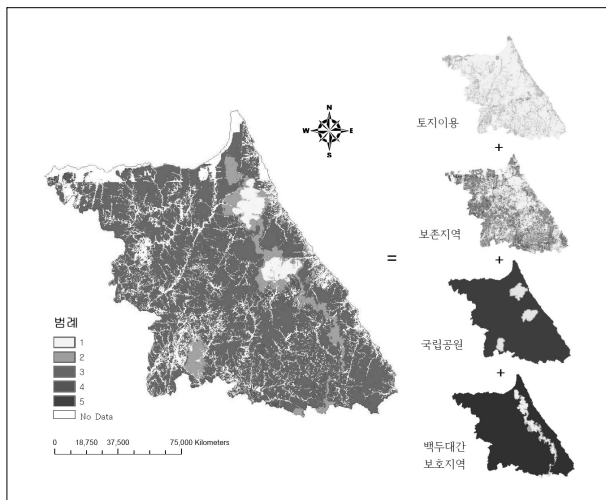 N
W E
S
토지이용
+
보존지역
+
=
국립공원
+
백두대간
보호지역
범례
1
2
3
4
5
No Data
0 18,750 37,500 75,000 Kilometers